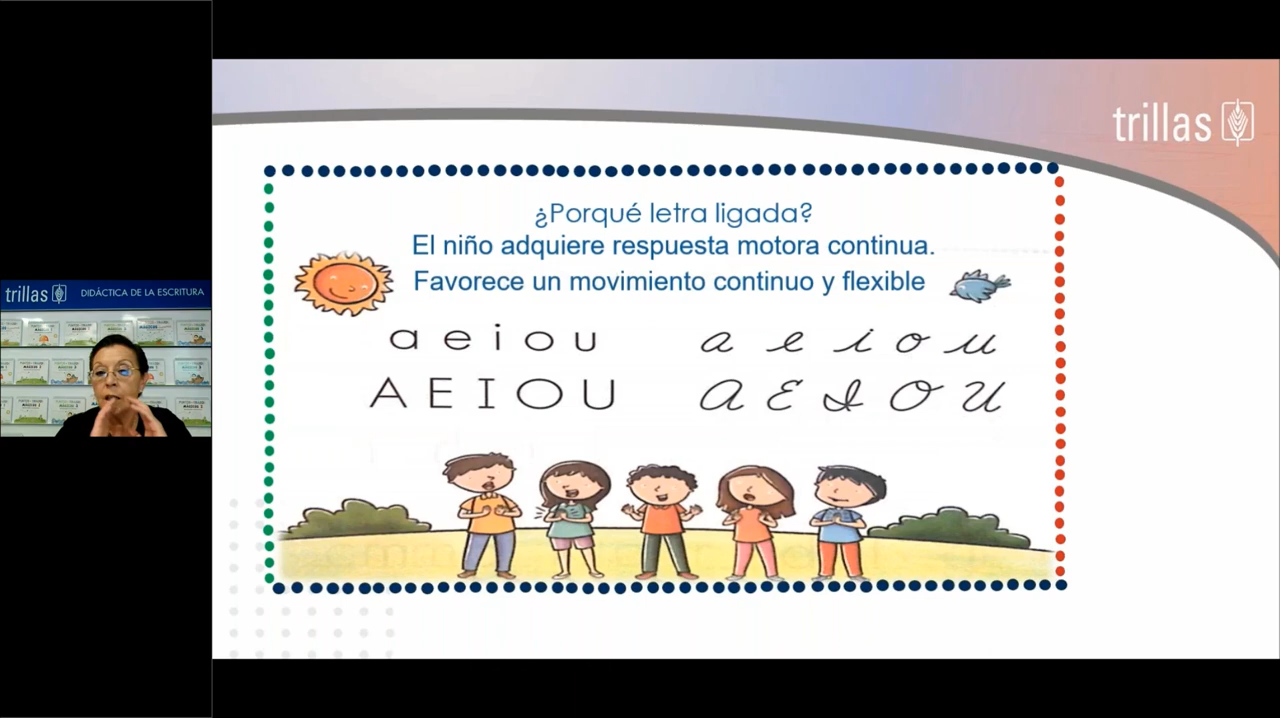 trillas
¿Porqué letra ligada?
El niño adquiere respuesta motora continua.
Favorece un movimiento continuo y flexible
a e i o u a e i o u
A E I O U A E I O U
trillas DIDÁCTICA DE LA ESCRITURA